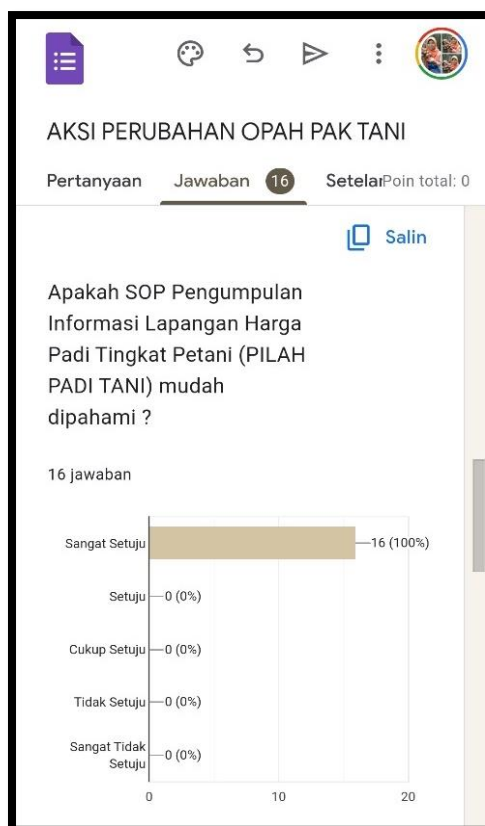 AKSI PERUBAHAN OPAH PAK TANI
Pertanyaan Jawaban 16 Setelan Poin total: 0
Salin
Apakah SOP Pengumpulan
Informasi Lapangan Harga
Padi Tingkat Petani (PILAH
PADI TANI) mudah
dipahami ?
16 jawaban
Sangat Setuju 16 (100%)
Setuju 0 (0%)
Cukup Setuju 0 (0%)
Tidak Setuju 0 (0%)
Sangat Tidak
Setuju 0 (0%)
0 10 20